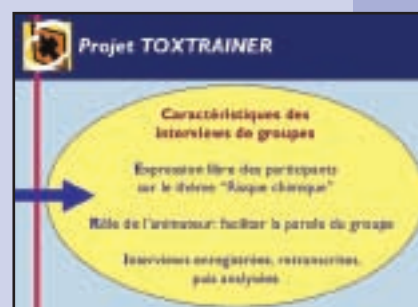 Projet TOXTRAINER
Caractéristiques des
interviews de groupes
Expression libre des participants
sur le thème "Risque chimique"
Rôle de l'animateur: faciliter la parole du groupe
Interviews enregistrées, retranscrites,
puis analysées